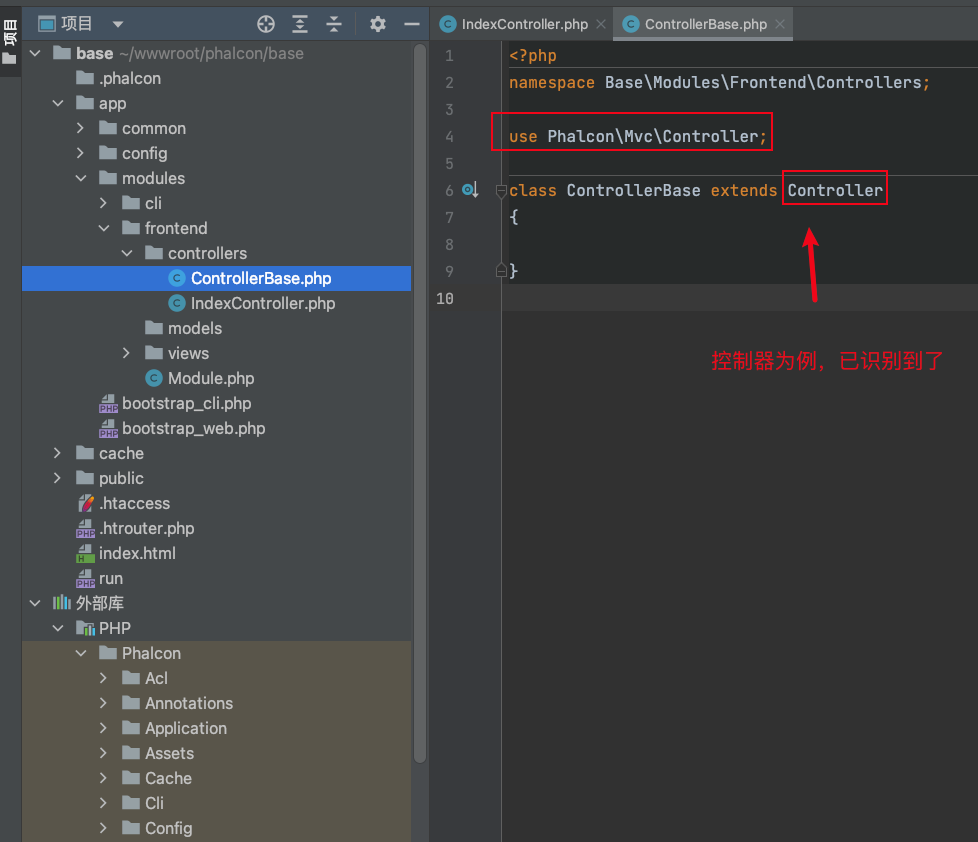 项目
项目
base ~/wwwroot/phalcon/base
.phalcon
app
common
config
modules
cli
frontend
controllers
ControllerBase.php
IndexController.php
models
views
Module.php
bootstrap_cli.php
bootstrap_web.php
cache
public
.htaccess
.htrouter.php
index.html
run
外部库
PHP
Phalcon
Acl
Annotations
Application
Assets
Cache
Cli
Config
IndexController.php
ControllerBase.php
1 <?php
2 namespace Base\Modules\Frontend\Controllers;
3
4 use Phalcon\Mvc\Controller;
5
6 class ControllerBase extends Controller
7 {
8
9 }
10
控制器为例，已识别到了